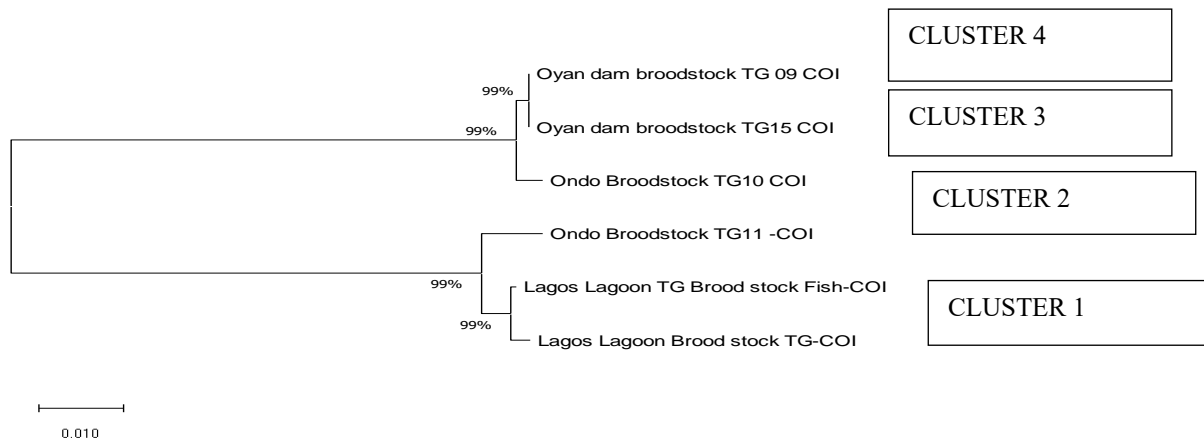 CLUSTER 4
Oyan dam broodstock TG 09 COI
99%
CLUSTER 3
99%
Oyan dam broodstock TG15 COI
Ondo Broodstock TG10 COI
CLUSTER 2
Ondo Broodstock TG11 -COI
99%
Lagos Lagoon TG Brood stock Fish-COI
CLUSTER 1
99%
Lagos Lagoon Brood stock TG-COI
0.010